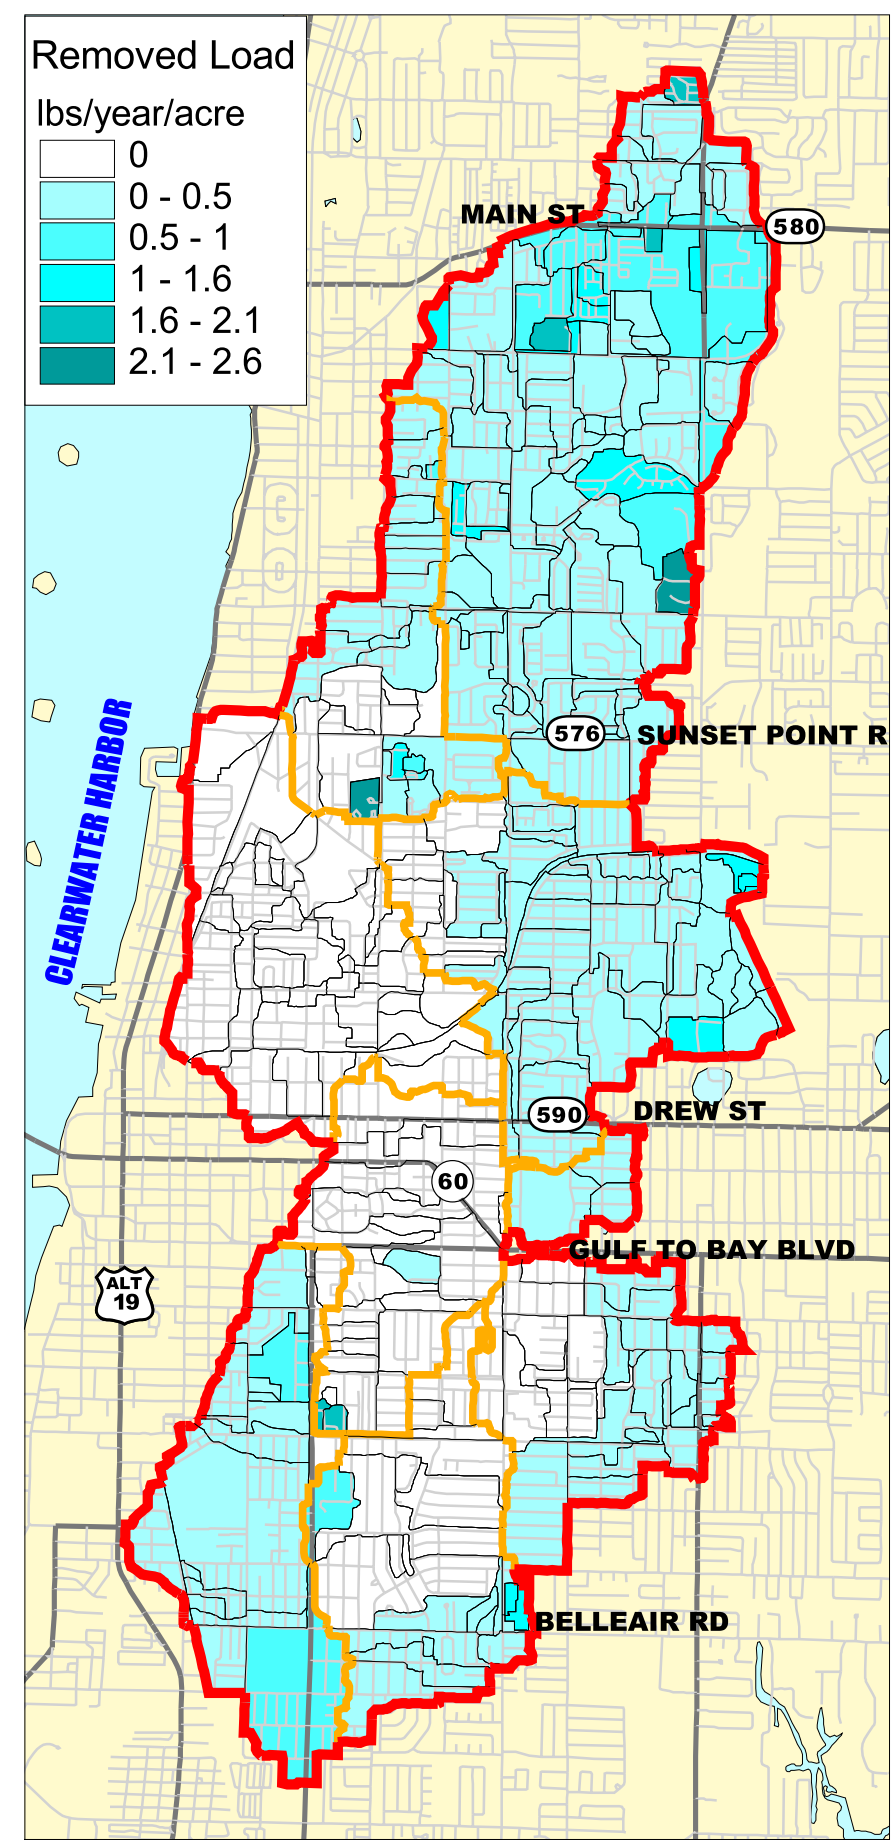 Removed Load
lbs/year/acre
0
0 - 0.5
0.5 - 1
1 - 1.6
1.6 - 2.1
2.1 - 2.6
MAIN ST
580
CLEARWATER HARBOR
576
SUNSET POINT R
590
DREW ST
60
GULF TO BAY BLVD
ALT
19
BELLEAIR RD